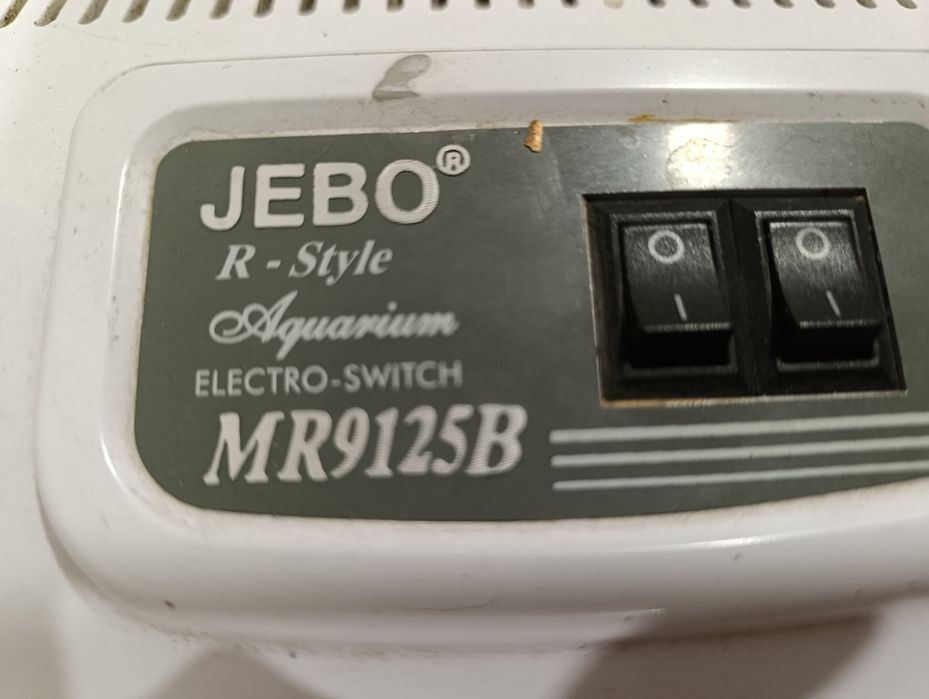 JEBO®
R - Style
Aquarium
ELECTRO-SWITCH
MR9125B
O O
I I